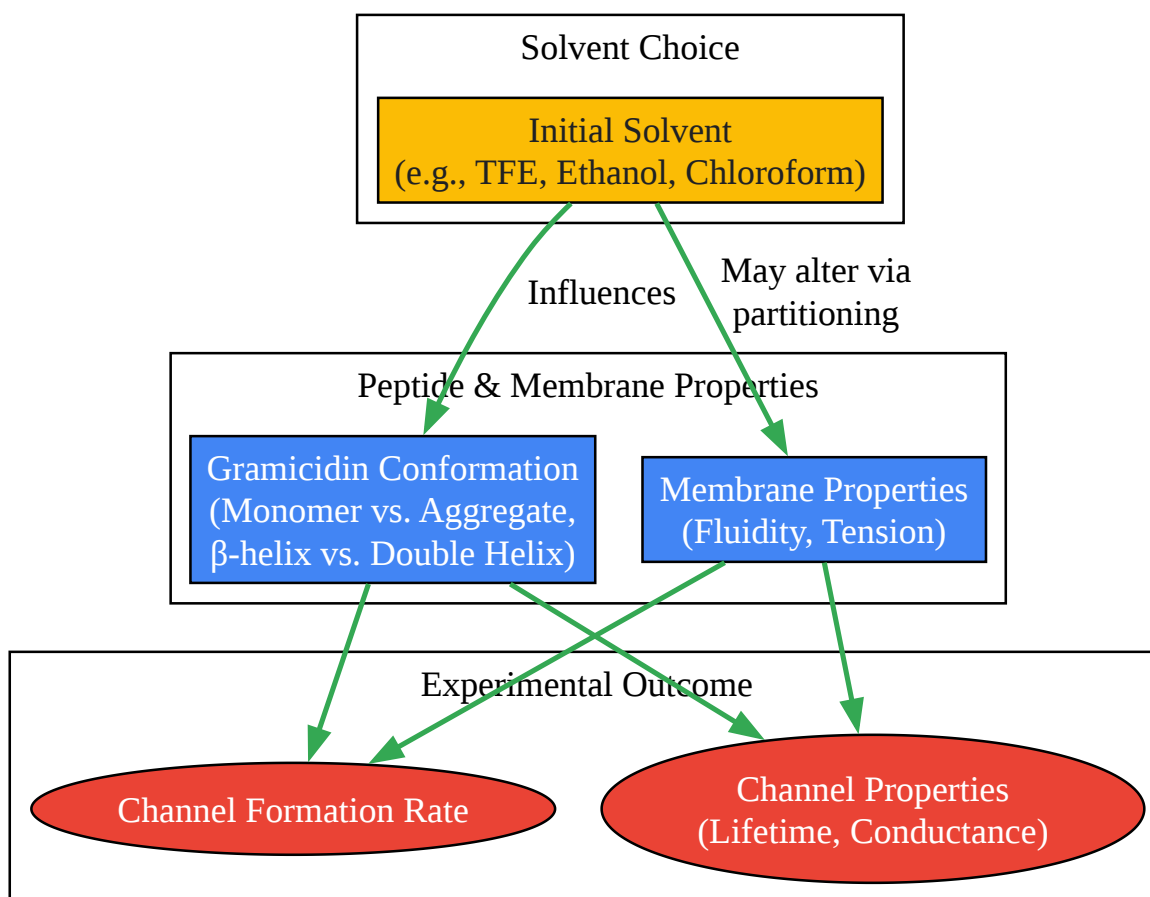 Solvent Choice
Initial Solvent
(e.g., TFE, Ethanol, Chloroform)
Influences
May alter via
partitioning
Peptide & Membrane Properties
Gramicidin Conformation
(Monomer vs. Aggregate,
β-helix vs. Double Helix)
Membrane Properties
(Fluidity, Tension)
Experimental Outcome
Channel Formation Rate
Channel Properties
(Lifetime, Conductance)